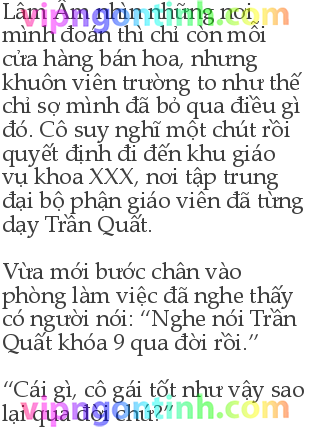 vipngontinh.com
Lâm Âm nhìn những nơi
mình đoán thì chỉ còn mỗi
cửa hàng bán hoa, nhưng
khuôn viên trường to như thế
chỉ sợ mình đã bỏ qua điều gì
đó. Cô suy nghĩ một chút rồi
quyết định đi đến khu giáo
vụ khoa XXX, nơi tập trung
đại bộ phận giáo viên đã từng
dạy Trần Quất.
Vừa mới bước chân vào
phòng làm việc đã nghe thấy
có người nói: “Nghe nói Trần
Quất khóa 9 qua đời rồi.”
“Cái gì, cô gái tốt như vậy sao
lại qua đời chứ?”
vipngontinh.com